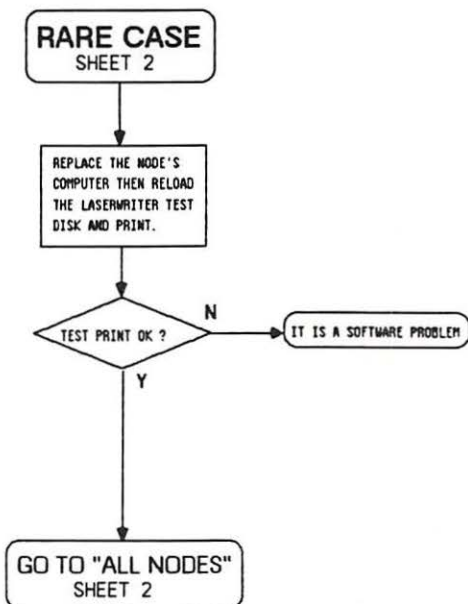 RARE CASE
SHEET 2
REPLACE THE NODE'S
COMPUTER THEN RELOAD
THE LASERWRITER TEST
DISK AND PRINT.
TEST PRINT OK ?
N
IT IS A SOFTWARE PROBLEM
Y
GO TO "ALL NODES"
SHEET 2